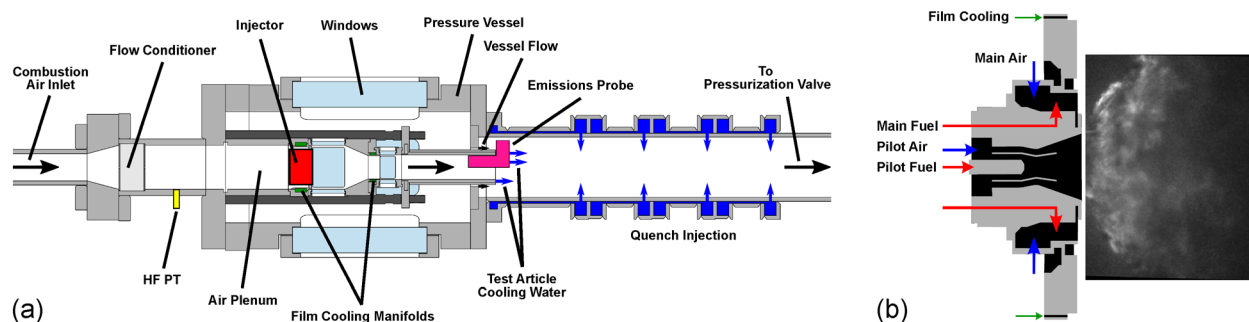 Combustion
Air Inlet
Flow Conditioner
Injector
Windows
Pressure Vessel
Vessel Flow
Emissions Probe
To
Pressurization Valve
HF PT
Air Plenum
Film Cooling Manifolds
Test Article
Cooling Water
Quench Injection
(a)
Film Cooling
Main Air
Main Fuel
Pilot Air
Pilot Fuel
(b)